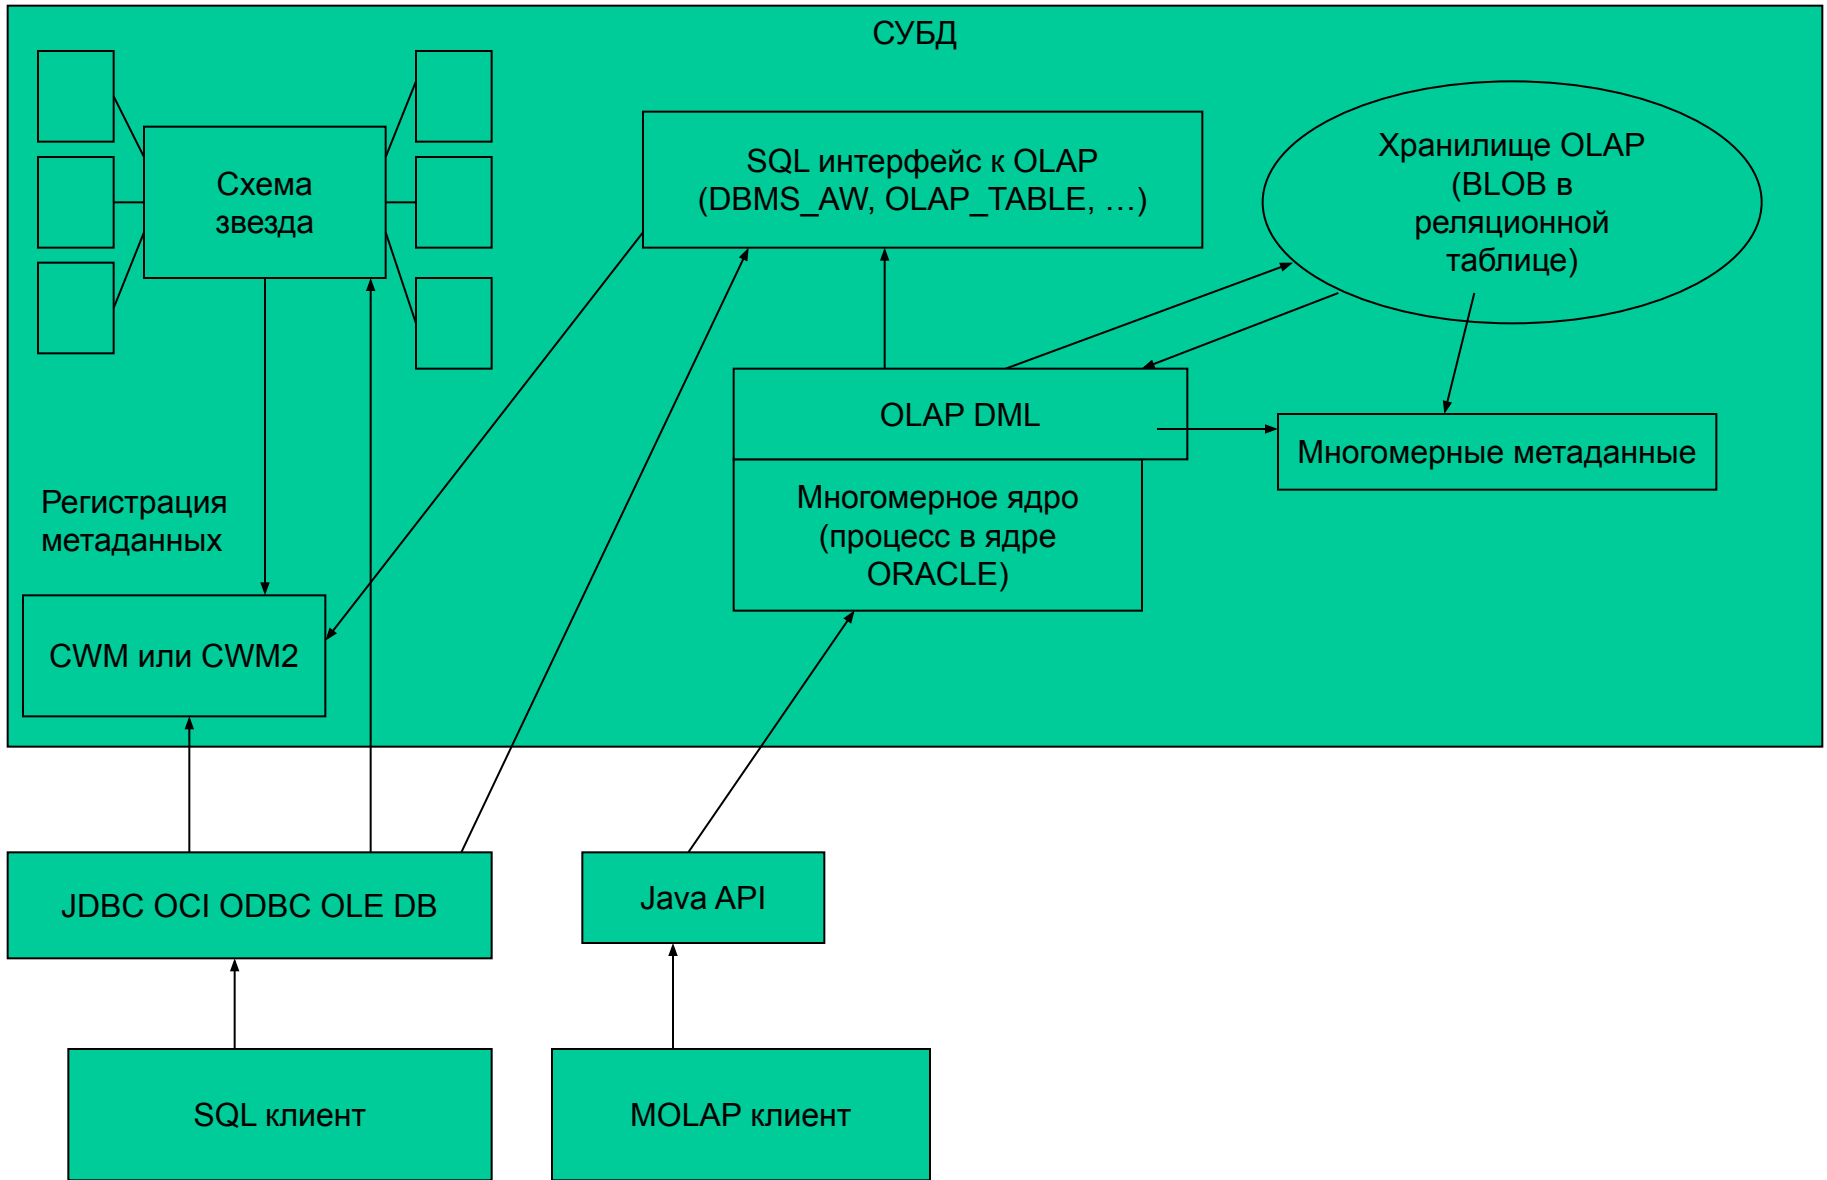 СУБД
Схема
звезда
SQL интерфейс к OLAP
(DBMS_AW, OLAP_TABLE, …)
Хранилище OLAP
(BLOB в
реляционной
таблице)
OLAP DML
Многомерные метаданные
Многомерное ядро
(процесс в ядре
ORACLE)
Регистрация
метаданных
CWM или CWM2
JDBC OCI ODBC OLE DB
Java API
SQL клиент
MOLAP клиент